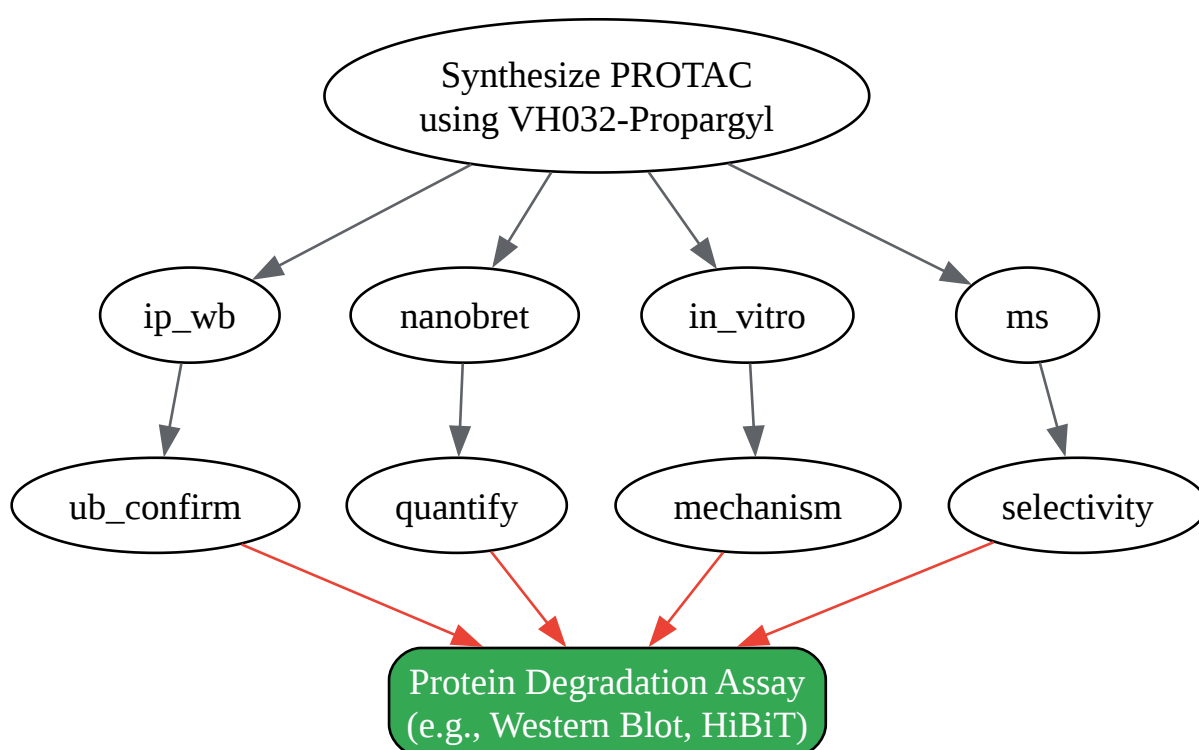 Synthesize PROTAC
using VH032-Propargyl
ip_wb
nanobret
in_vitro
ms
ub_confirm
quantify
mechanism
selectivity
Protein Degradation Assay
(e.g., Western Blot, HiBiT)